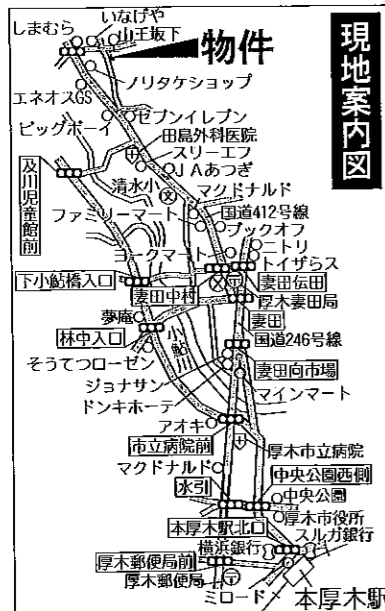 現地案内図
いなげや
しまむら
山王坂下
物件
ノリタケショップ
エネオスGS
セブンイレブン
ビッグボーイ
田島外科医院
スリーエフ
JAあつぎ
及川児童館前
清水小
文
マクドナルド
ファミリーマート
国道412号線
ブックオフ
ニトリ
ヨークマート
トイザらス
下小鮎橋入口
妻田中村
妻田伝田
厚木妻田局
夢庵
妻田
林中入口
小鮎川
国道246号線
そうてつローゼン
妻田向市場
ジョナサン
マインマート
ドンキホーテ
アオキ
市立病院前
厚木市立病院
マクドナルド
中央公園西側
水引
中央公園
厚木市役所
本厚木駅北口
スルガ銀行
横浜銀行
厚木郵便局前
厚木郵便局
ミロード
本厚木駅